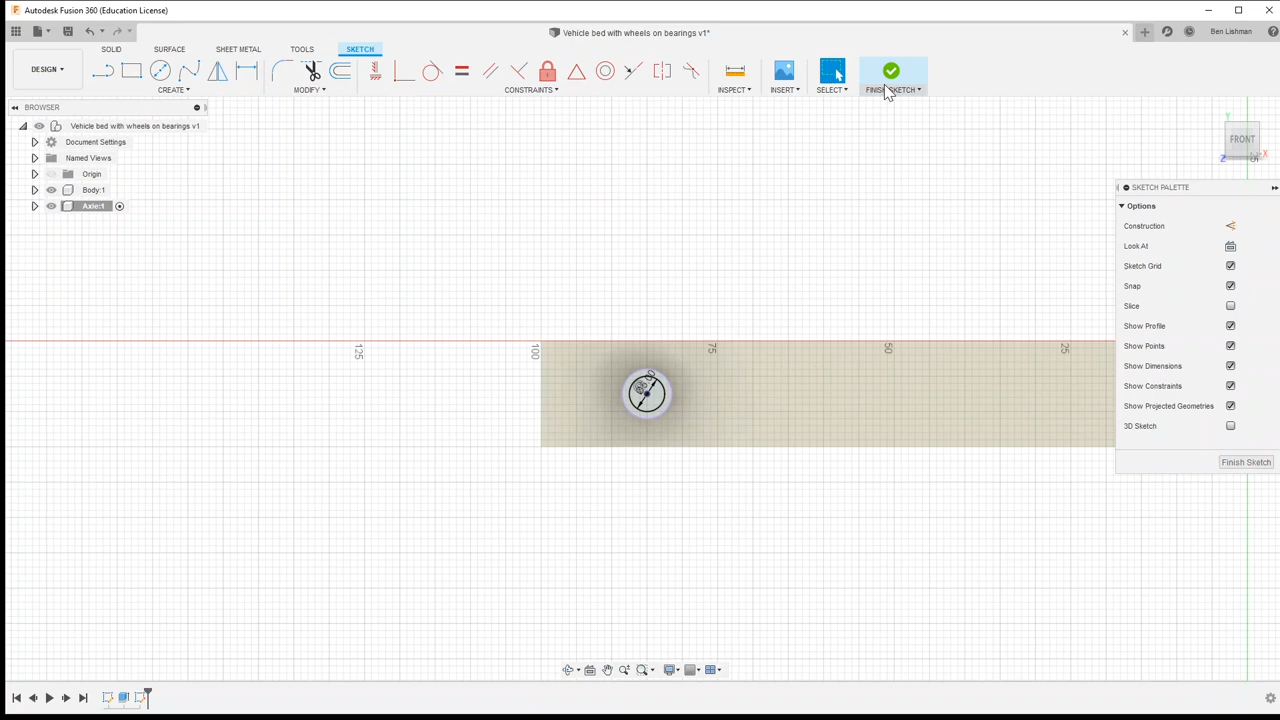 Autodesk Fusion 360 (Education License)
Vehicle bed with wheels on bearings v1*
Ben Lishman
SOLID SURFACE SHEET METAL TOOLS SKETCH
DESIGN
CREATE MODIFY CONSTRAINTS INSPECT INSERT SELECT FINISH SKETCH
BROWSER
Vehicle bed with wheels on bearings v1
Document Settings
Named Views
Origin
Body:1
Axle:1
Y
FRONT
Z
X
25
SKETCH PALETTE
Options
Construction
Look At
Sketch Grid
Snap
Slice
Show Profile
Show Points
Show Dimensions
Show Constraints
Show Projected Geometries
3D Sketch
Finish Sketch
125
100
75
50
25